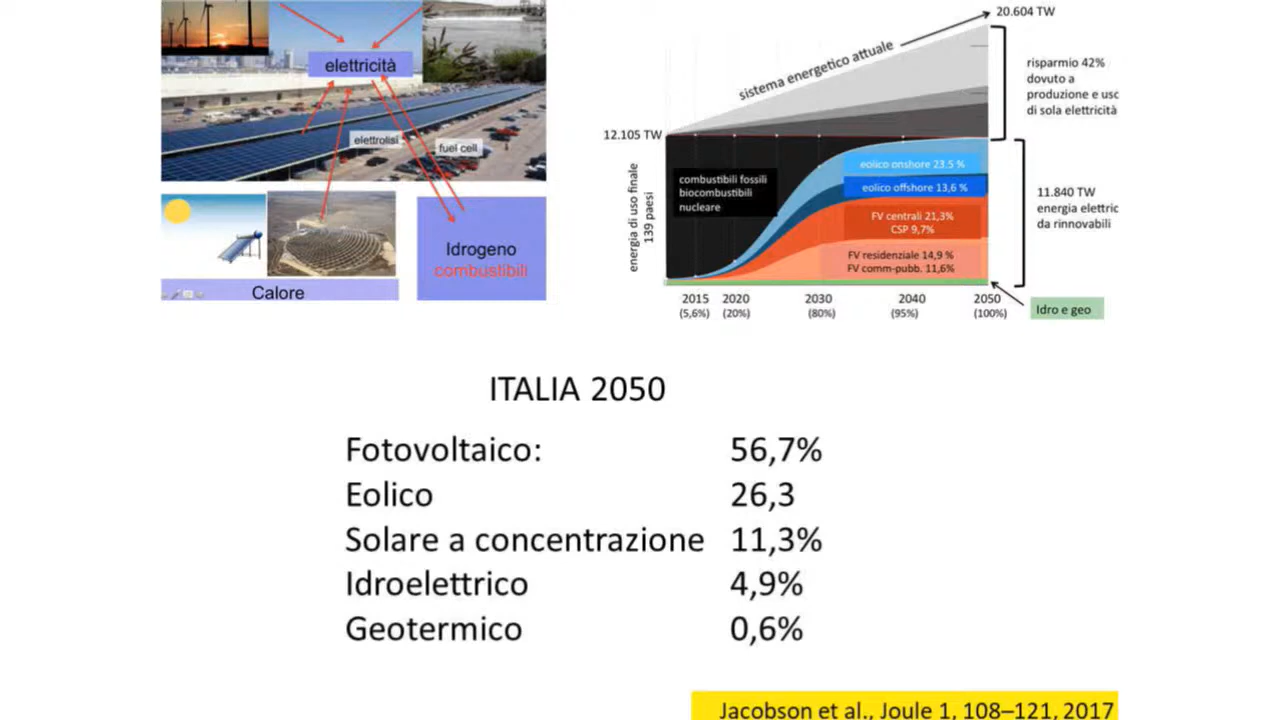 elettricità
elettrolisi
fuel cell
Idrogeno
combustibili
Calore
20.604 TW
sistema energetico attuale
risparmio 42%
dovuto a
produzione e uso
di sola elettricità
12.105 TW
energia di uso finale
139 paesi
combustibili fossili
biocombustibili
nucleare
eolico onshore 23,5 %
eolico offshore 13,6 %
FV centrali 21,3%
CSP 9,7%
FV residenziale 14,9 %
FV comm-pubb. 11,6%
11.840 TW
energia elettric
da rinnovabili
2015 2020 2030 2040 2050
(5,6%) (20%) (80%) (95%) (100%)
Idro e geo
ITALIA 2050
Fotovoltaico: 56,7%
Eolico 26,3
Solare a concentrazione 11,3%
Idroelettrico 4,9%
Geotermico 0,6%
Jacobson et al., Joule 1, 108–121, 2017